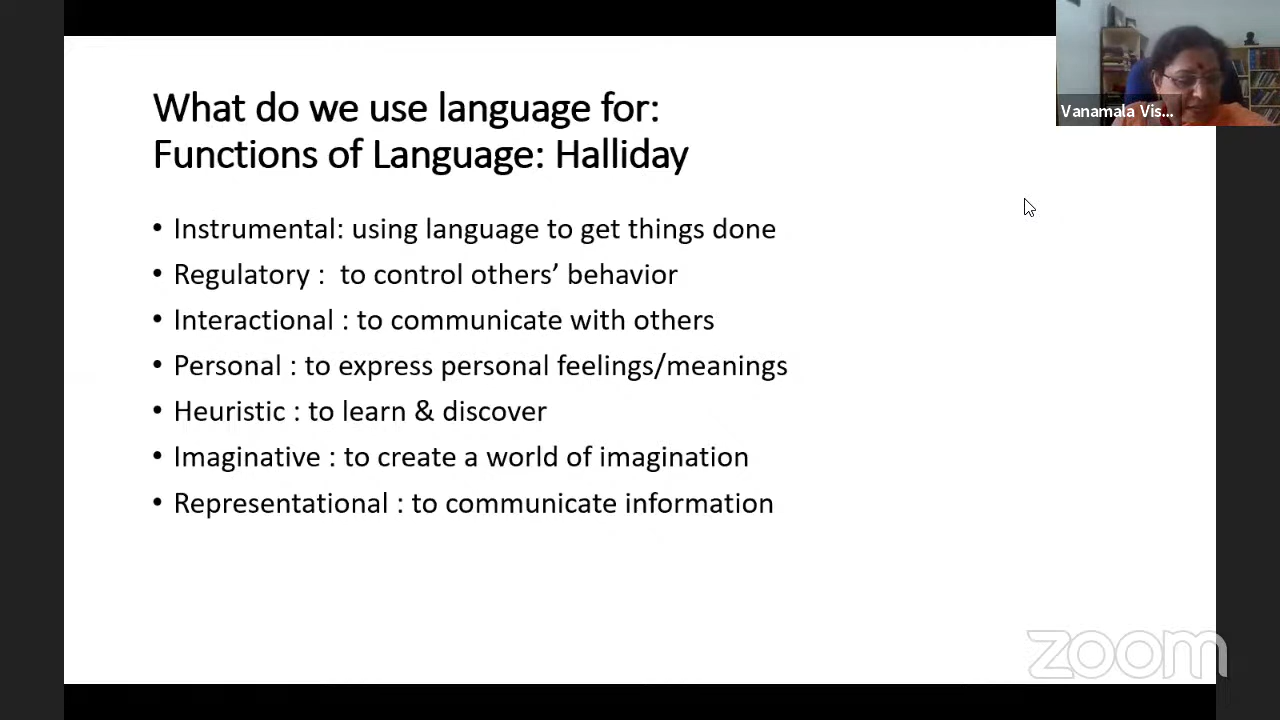 What do we use language for:
Functions of Language: Halliday
• Instrumental: using language to get things done
• Regulatory :  to control others’ behavior
• Interactional : to communicate with others
• Personal : to express personal feelings/meanings
• Heuristic : to learn & discover
• Imaginative : to create a world of imagination
• Representational : to communicate information
Vanamala Vis...
zoom